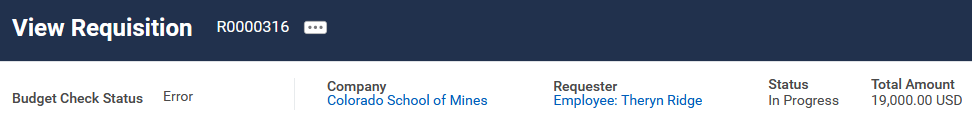 View Requisition R0000316
Budget Check Status Error
Company
Colorado School of Mines
Requester
Employee: Theryn Ridge
Status
In Progress
Total Amount
19,000.00 USD